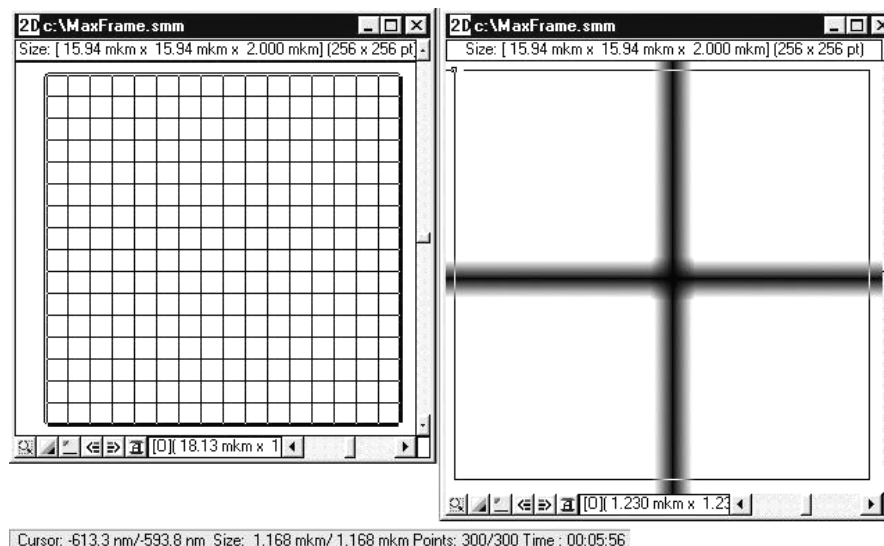 2D c:\MaxFrame.smm
Size: [ 15.94 mkm x 15.94 mkm x 2.000 mkm] (256 x 256 pt)
[O]( 18.13 mkm x 1
2D c:\MaxFrame.smm
Size: [ 15.94 mkm x 15.94 mkm x 2.000 mkm] (256 x 256 pt)
[O]( 1.230 mkm x 1.23
Cursor: -613.3 nm/-593.8 nm Size: 1.168 mkm/ 1.168 mkm Points: 300/300 Time : 00:05:56